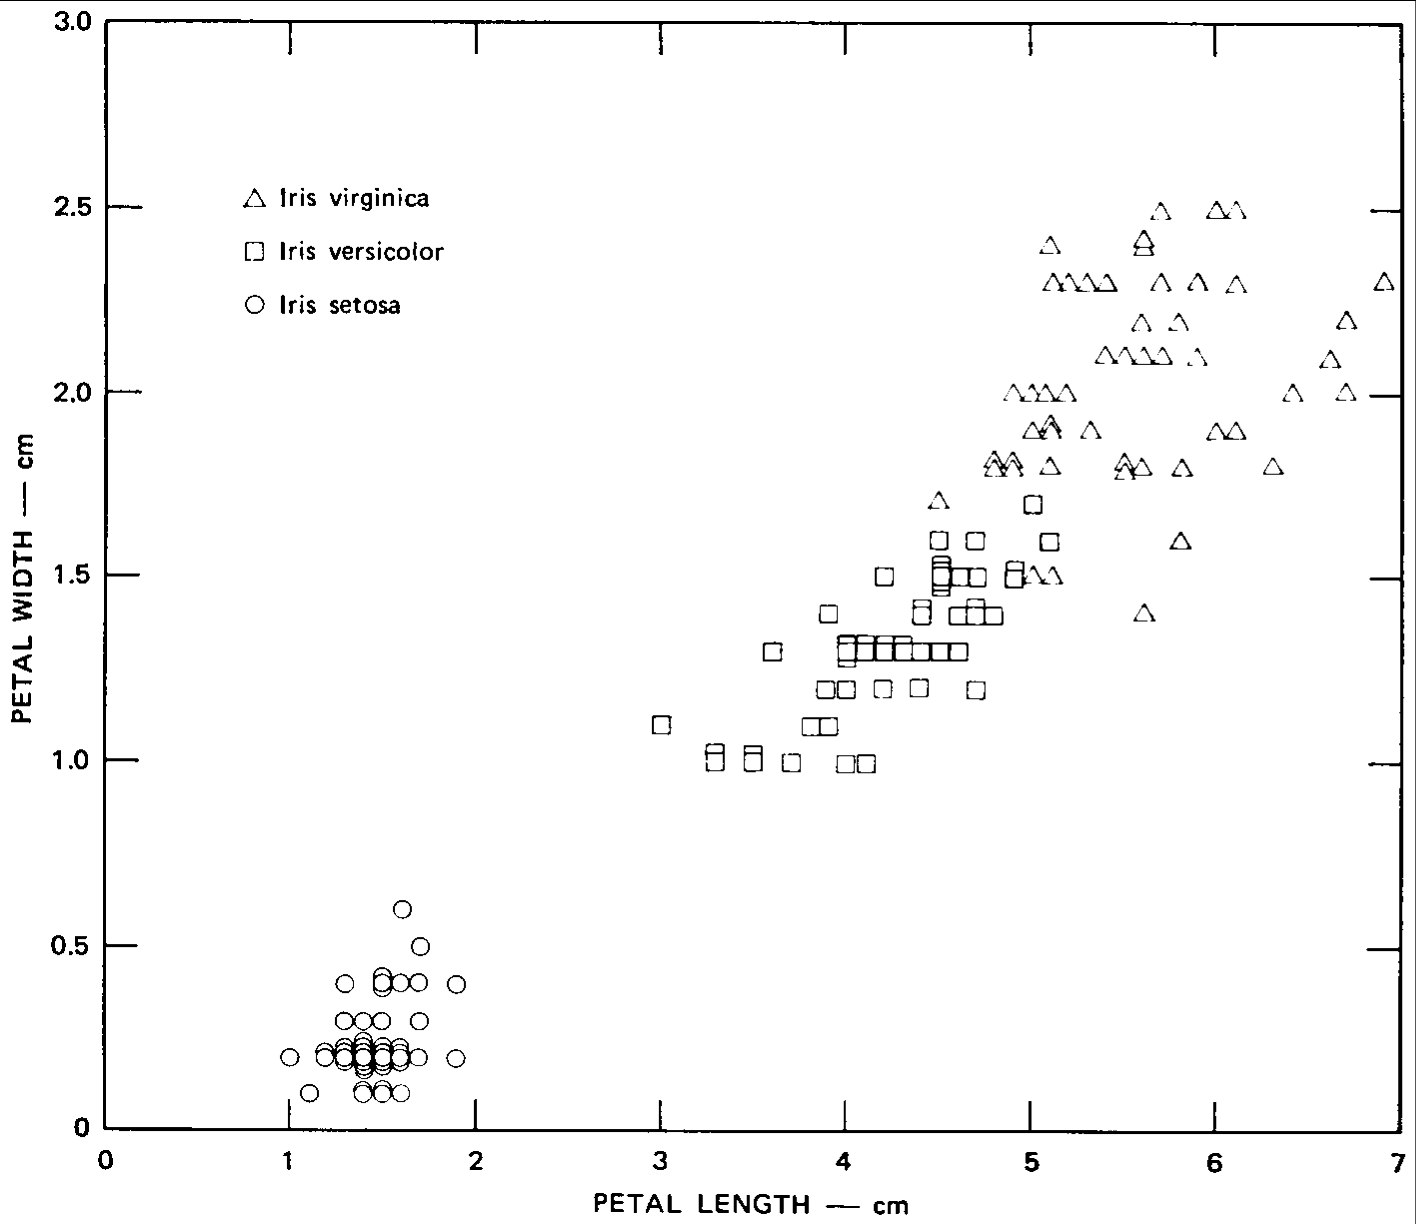 3.0
△ Iris virginica
□ Iris versicolor
○ Iris setosa
2.5
2.0
1.5
1.0
0.5
0
PETAL WIDTH — cm
0 1 2 3 4 5 6 7
PETAL LENGTH — cm